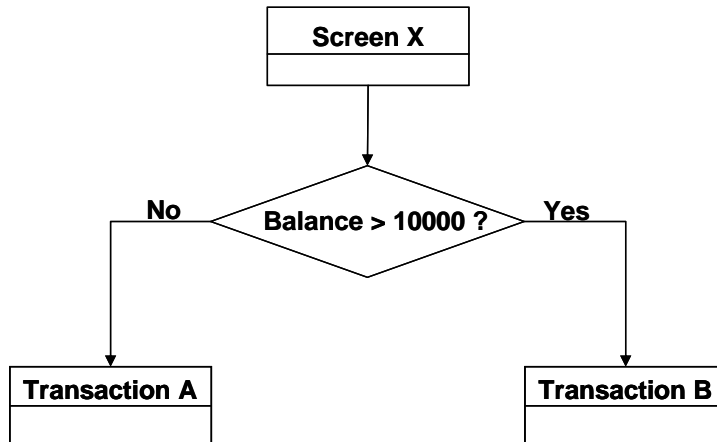 Screen X
No
Balance > 10000 ?
Yes
Transaction A
Transaction B